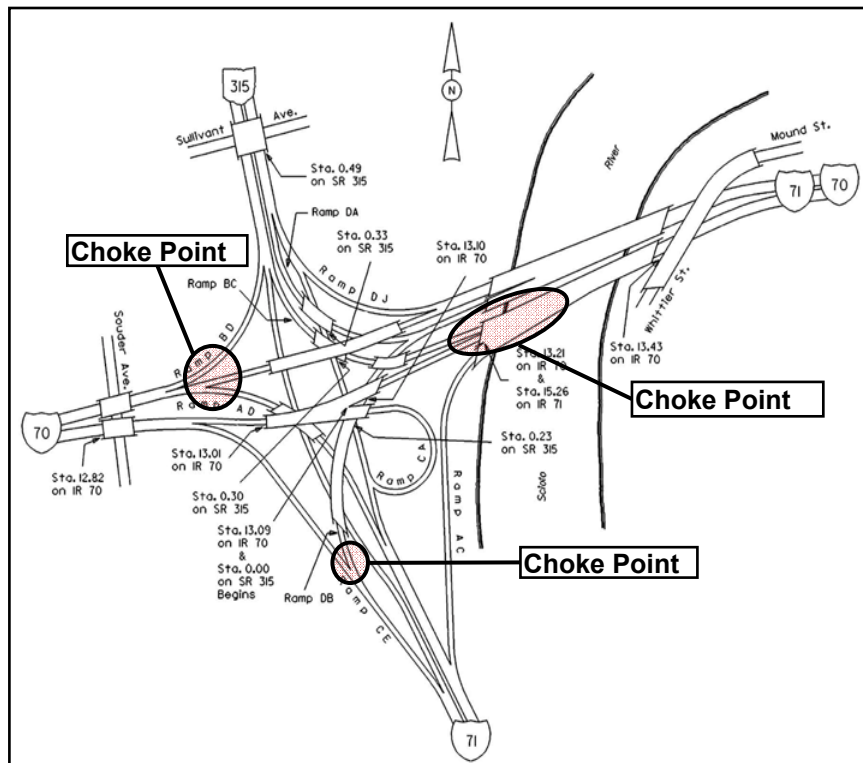 315
N
Sullivant
Ave.
Mound St.
River
Sta. 0.49
on SR 315
71
70
Ramp DA
Sta. 0.33
on SR 315
Sta. 13.10
on IR 70
Choke Point
Ramp BC
Ramp DJ
Whittier St.
Souder Ave.
Ramp BD
Sta. 13.21
on IR 70
&
Sta. 15.26
on IR 71
Sta. 13.43
on IR 70
Choke Point
Ramp AD
70
Sta. 13.01
on IR 70
Sta. 0.23
on SR 315
Ramp CA
Sta. 12.82
on IR 70
Sta. 0.30
on SR 315
Scioto
Ramp AC
Sta. 13.09
on IR 70
&
Sta. 0.00
on SR 315
Begins
Choke Point
Ramp DB
Ramp CE
71